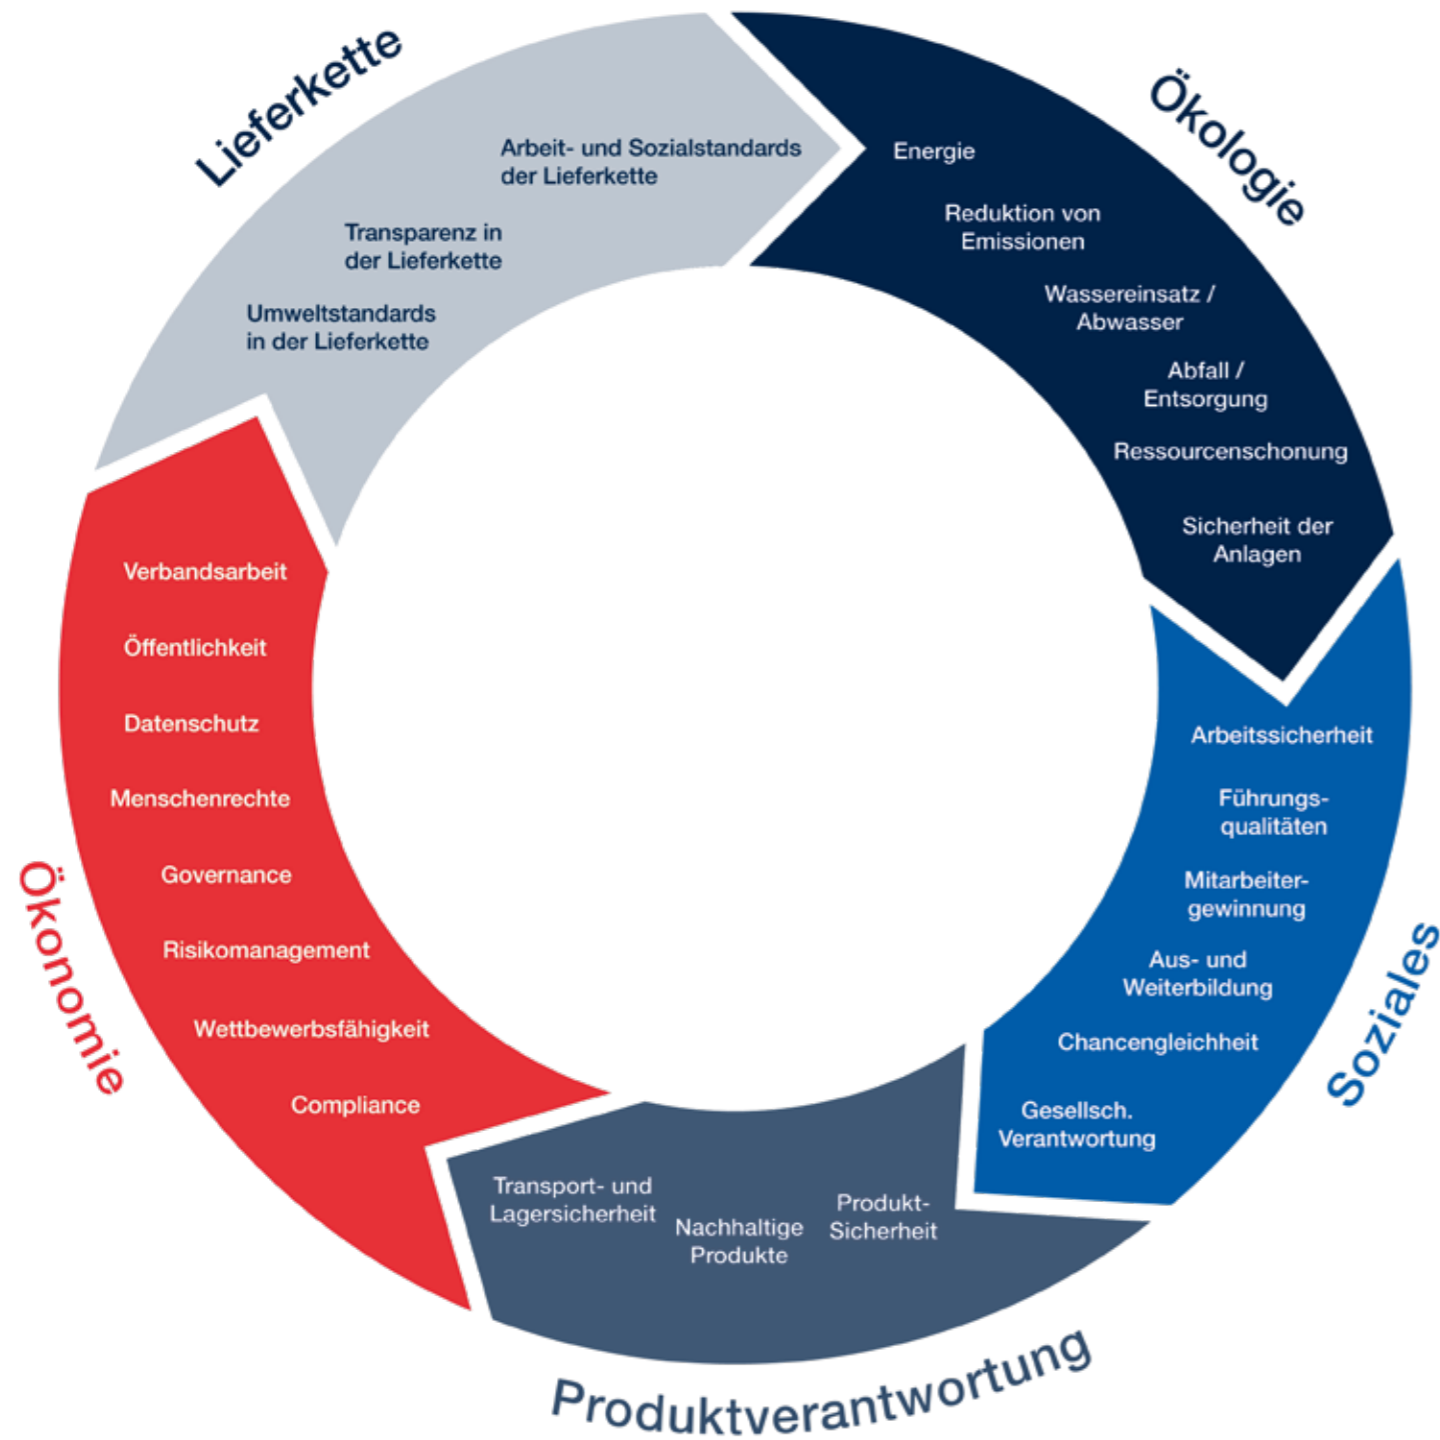 Lieferkette
Arbeit- und Sozialstandards
der Lieferkette
Transparenz in
der Lieferkette
Umweltstandards
in der Lieferkette
Ökologie
Energie
Reduktion von
Emissionen
Wassereinsatz /
Abwasser
Abfall /
Entsorgung
Ressourcenschonung
Sicherheit der
Anlagen
Soziales
Arbeitssicherheit
Führungs-
qualitäten
Mitarbeiter-
gewinnung
Aus- und
Weiterbildung
Chancengleichheit
Gesellsch.
Verantwortung
Produktverantwortung
Produkt-
Sicherheit
Nachhaltige
Produkte
Transport- und
Lagersicherheit
Ökonomie
Verbandsarbeit
Öffentlichkeit
Datenschutz
Menschenrechte
Governance
Risikomanagement
Wettbewerbsfähigkeit
Compliance